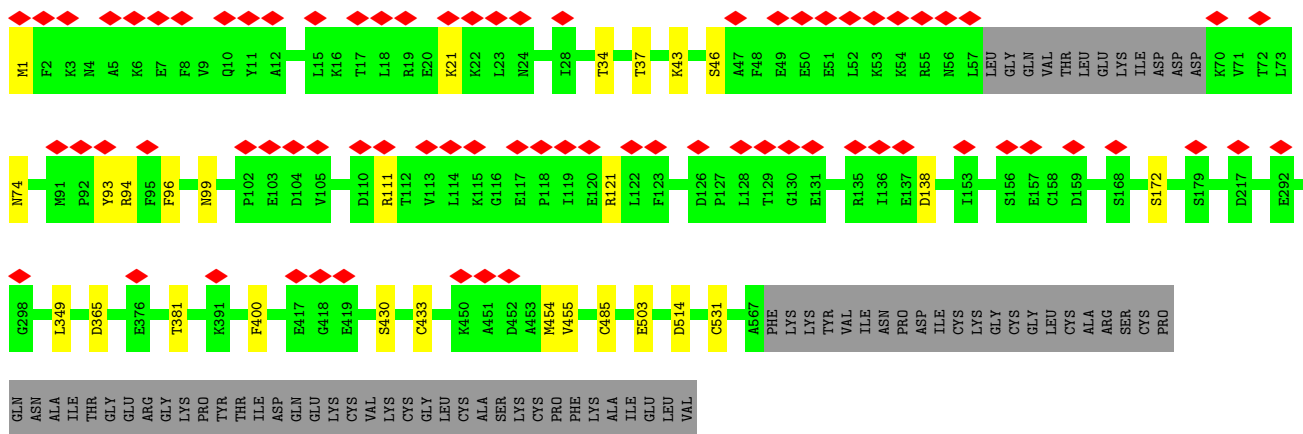 M1 F2 K3 N4 A5 K6 E7 F8 V9 Q10 Y11 A12 L15 K16 T17 L18 R19 E20 K21 K22 L23 N24 I28 T34 T37 K43 S46 A47 F48 E49 E50 E51 L52 K53 K54 R55 N56 L57 LEU GLY GLN VAL THR LEU GLU LYS ILE ASP ASP ASP K70 V71 T72 L73
N74 M91 P92 Y93 R94 F95 F96 N99 P102 E103 D104 V105 D110 R111 T112 V113 L114 K115 G116 E117 P118 I119 E120 R121 L122 F123 D126 P127 L128 T129 G130 E131 R135 I136 E137 D138 I153 S156 E157 C158 D159 S168 S172 S179 D217 E292
G298 L349 D365 E376 T381 K391 F400 E417 G418 E419 S430 C433 K450 A451 D452 A453 M454 V455 C485 E503 D514 C531 A567 PHE LYS LYS TYR VAL ILE ASN PRO ASP ILE CYS LYS GLY CYS GLY LEU CYS ALA ARG SER CYS PRO
GLN ASN ALA ILE THR GLY GLU ARG GLY LYS PRO TYR THR ILE ASP GLN GLU LYS CYS VAL LYS CYS GLY LEU CYS ALA SER LYS CYS PRO PHE LYS ALA ILE GLU LEU VAL